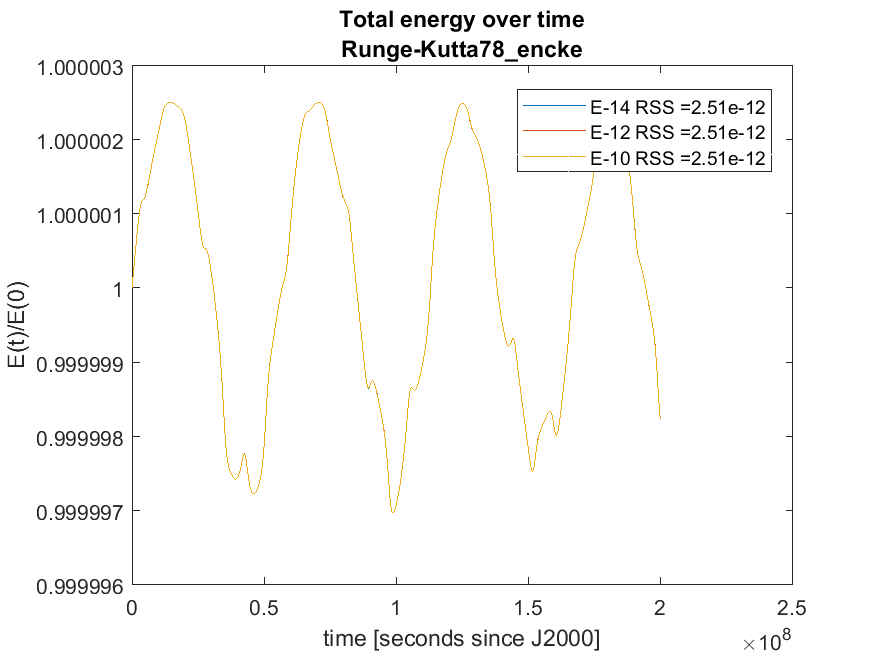 Total energy over time
Runge-Kutta78_encke
1.000003
1.000002
1.000001
1
0.999999
0.999998
0.999997
0.999996
E(t)/E(0)
E-14 RSS =2.51e-12
E-12 RSS =2.51e-12
E-10 RSS =2.51e-12
0 0.5 1 1.5 2 2.5
time [seconds since J2000]
×10^8